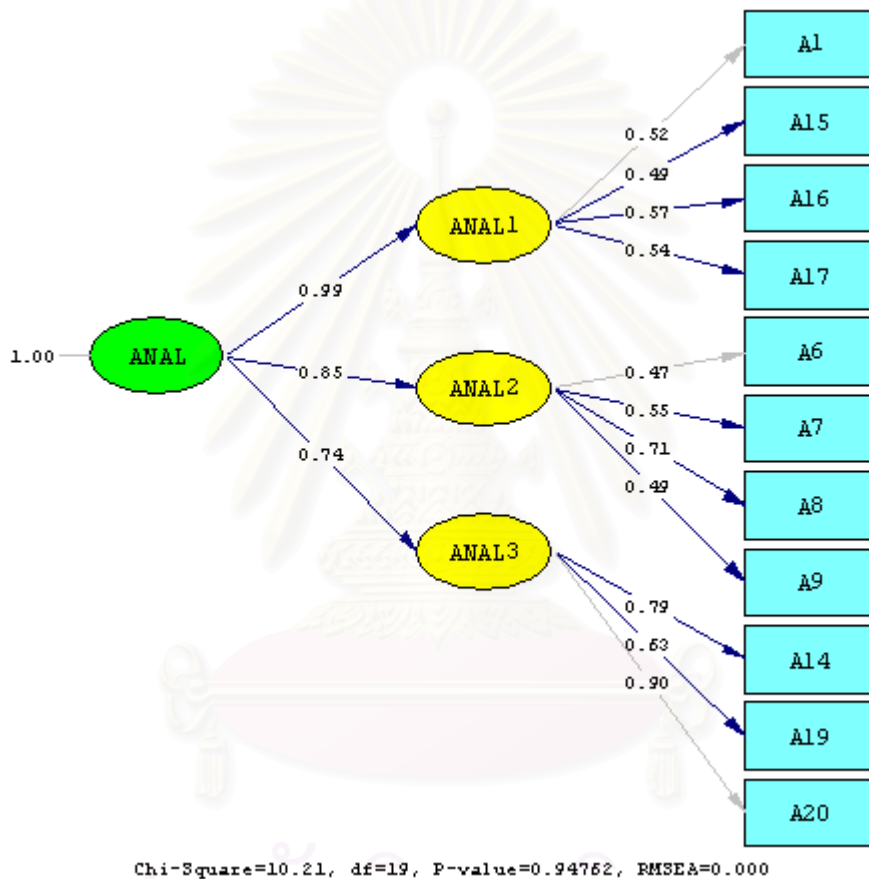 A1
0.52
A15
0.49
A16
0.57
ANAL1
0.54
A17
0.99
1.00
ANAL
A6
0.47
0.85
ANAL2
0.55
A7
0.71
0.74
0.49
A8
ANAL3
A9
0.79
0.63
A14
0.90
A19
A20
Chi-Square=10.21, df=19, P-value=0.94762, RMSEA=0.000